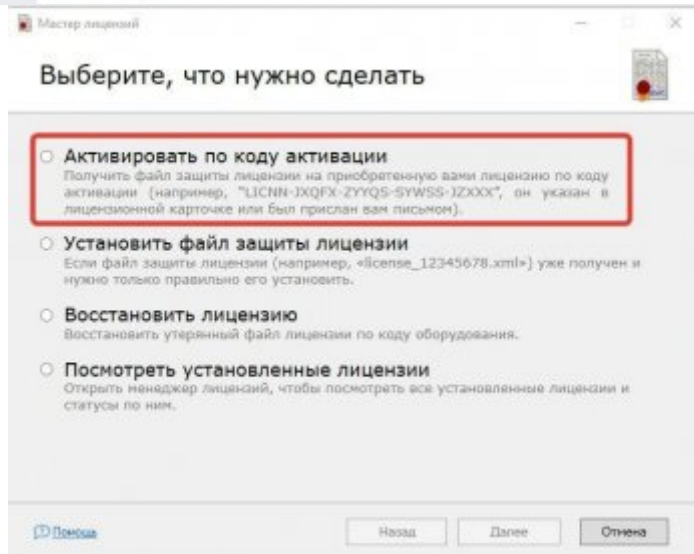 Мастер лицензий
Выберите, что нужно сделать
Активировать по коду активации
Получить файл защиты лицензии на приобретенную вами лицензию по коду
активации (например, "LICNN-JXQFX-ZYYQS-SYWSS-JZXXX", он указан в
лицензионной карточке или был прислан вам письмом).
Установить файл защиты лицензии
Если файл защиты лицензии (например, «license_12345678.xml») уже получен и
нужно только правильно его установить.
Восстановить лицензию
Восстановить утерянный файл лицензии по коду оборудования.
Посмотреть установленные лицензии
Открыть менеджер лицензий, чтобы посмотреть все установленные лицензии и
статусы по ним.
Помощь
Назад
Далее
Отмена